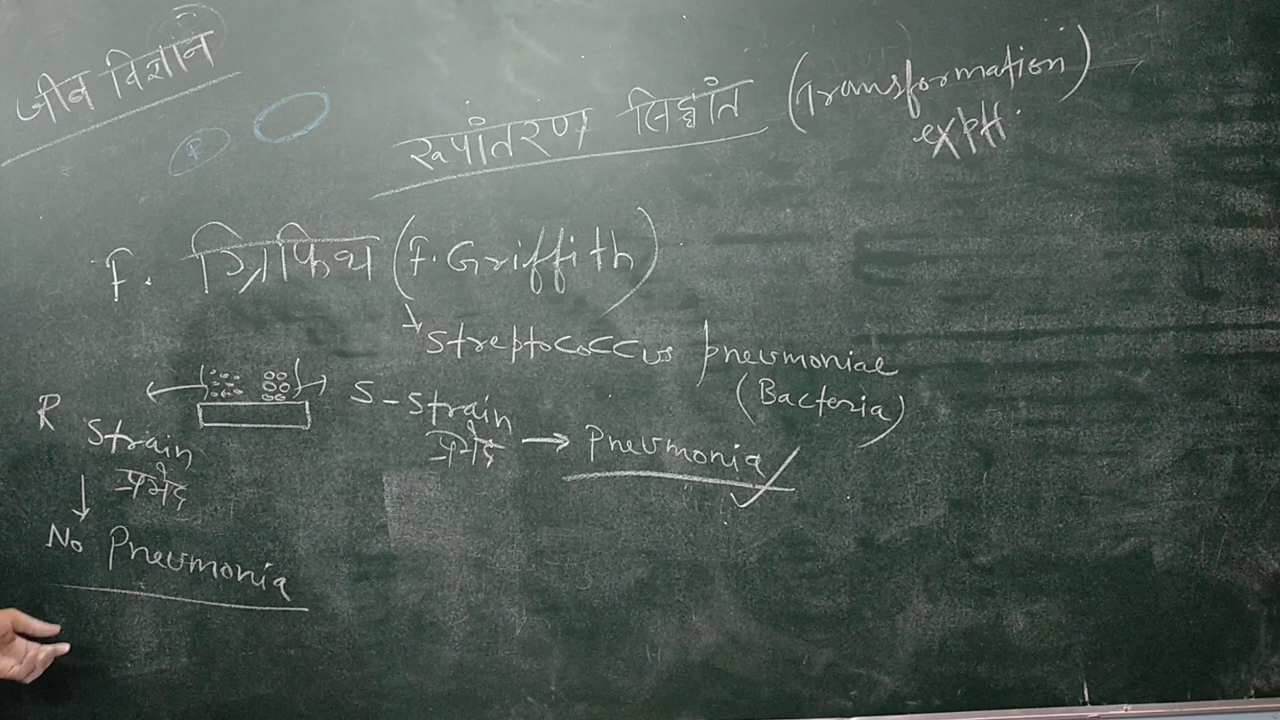 जीव विज्ञान
R
रूपांतरण सिद्धांत (Transformation)
expt.
F. ग्रिफिथ (F. Griffith)
Streptococcus pneumoniae
(Bacteria)
R
Strain
प्रभेद
No Pneumonia
S-Strain
प्रभेद → Pneumonia ✓